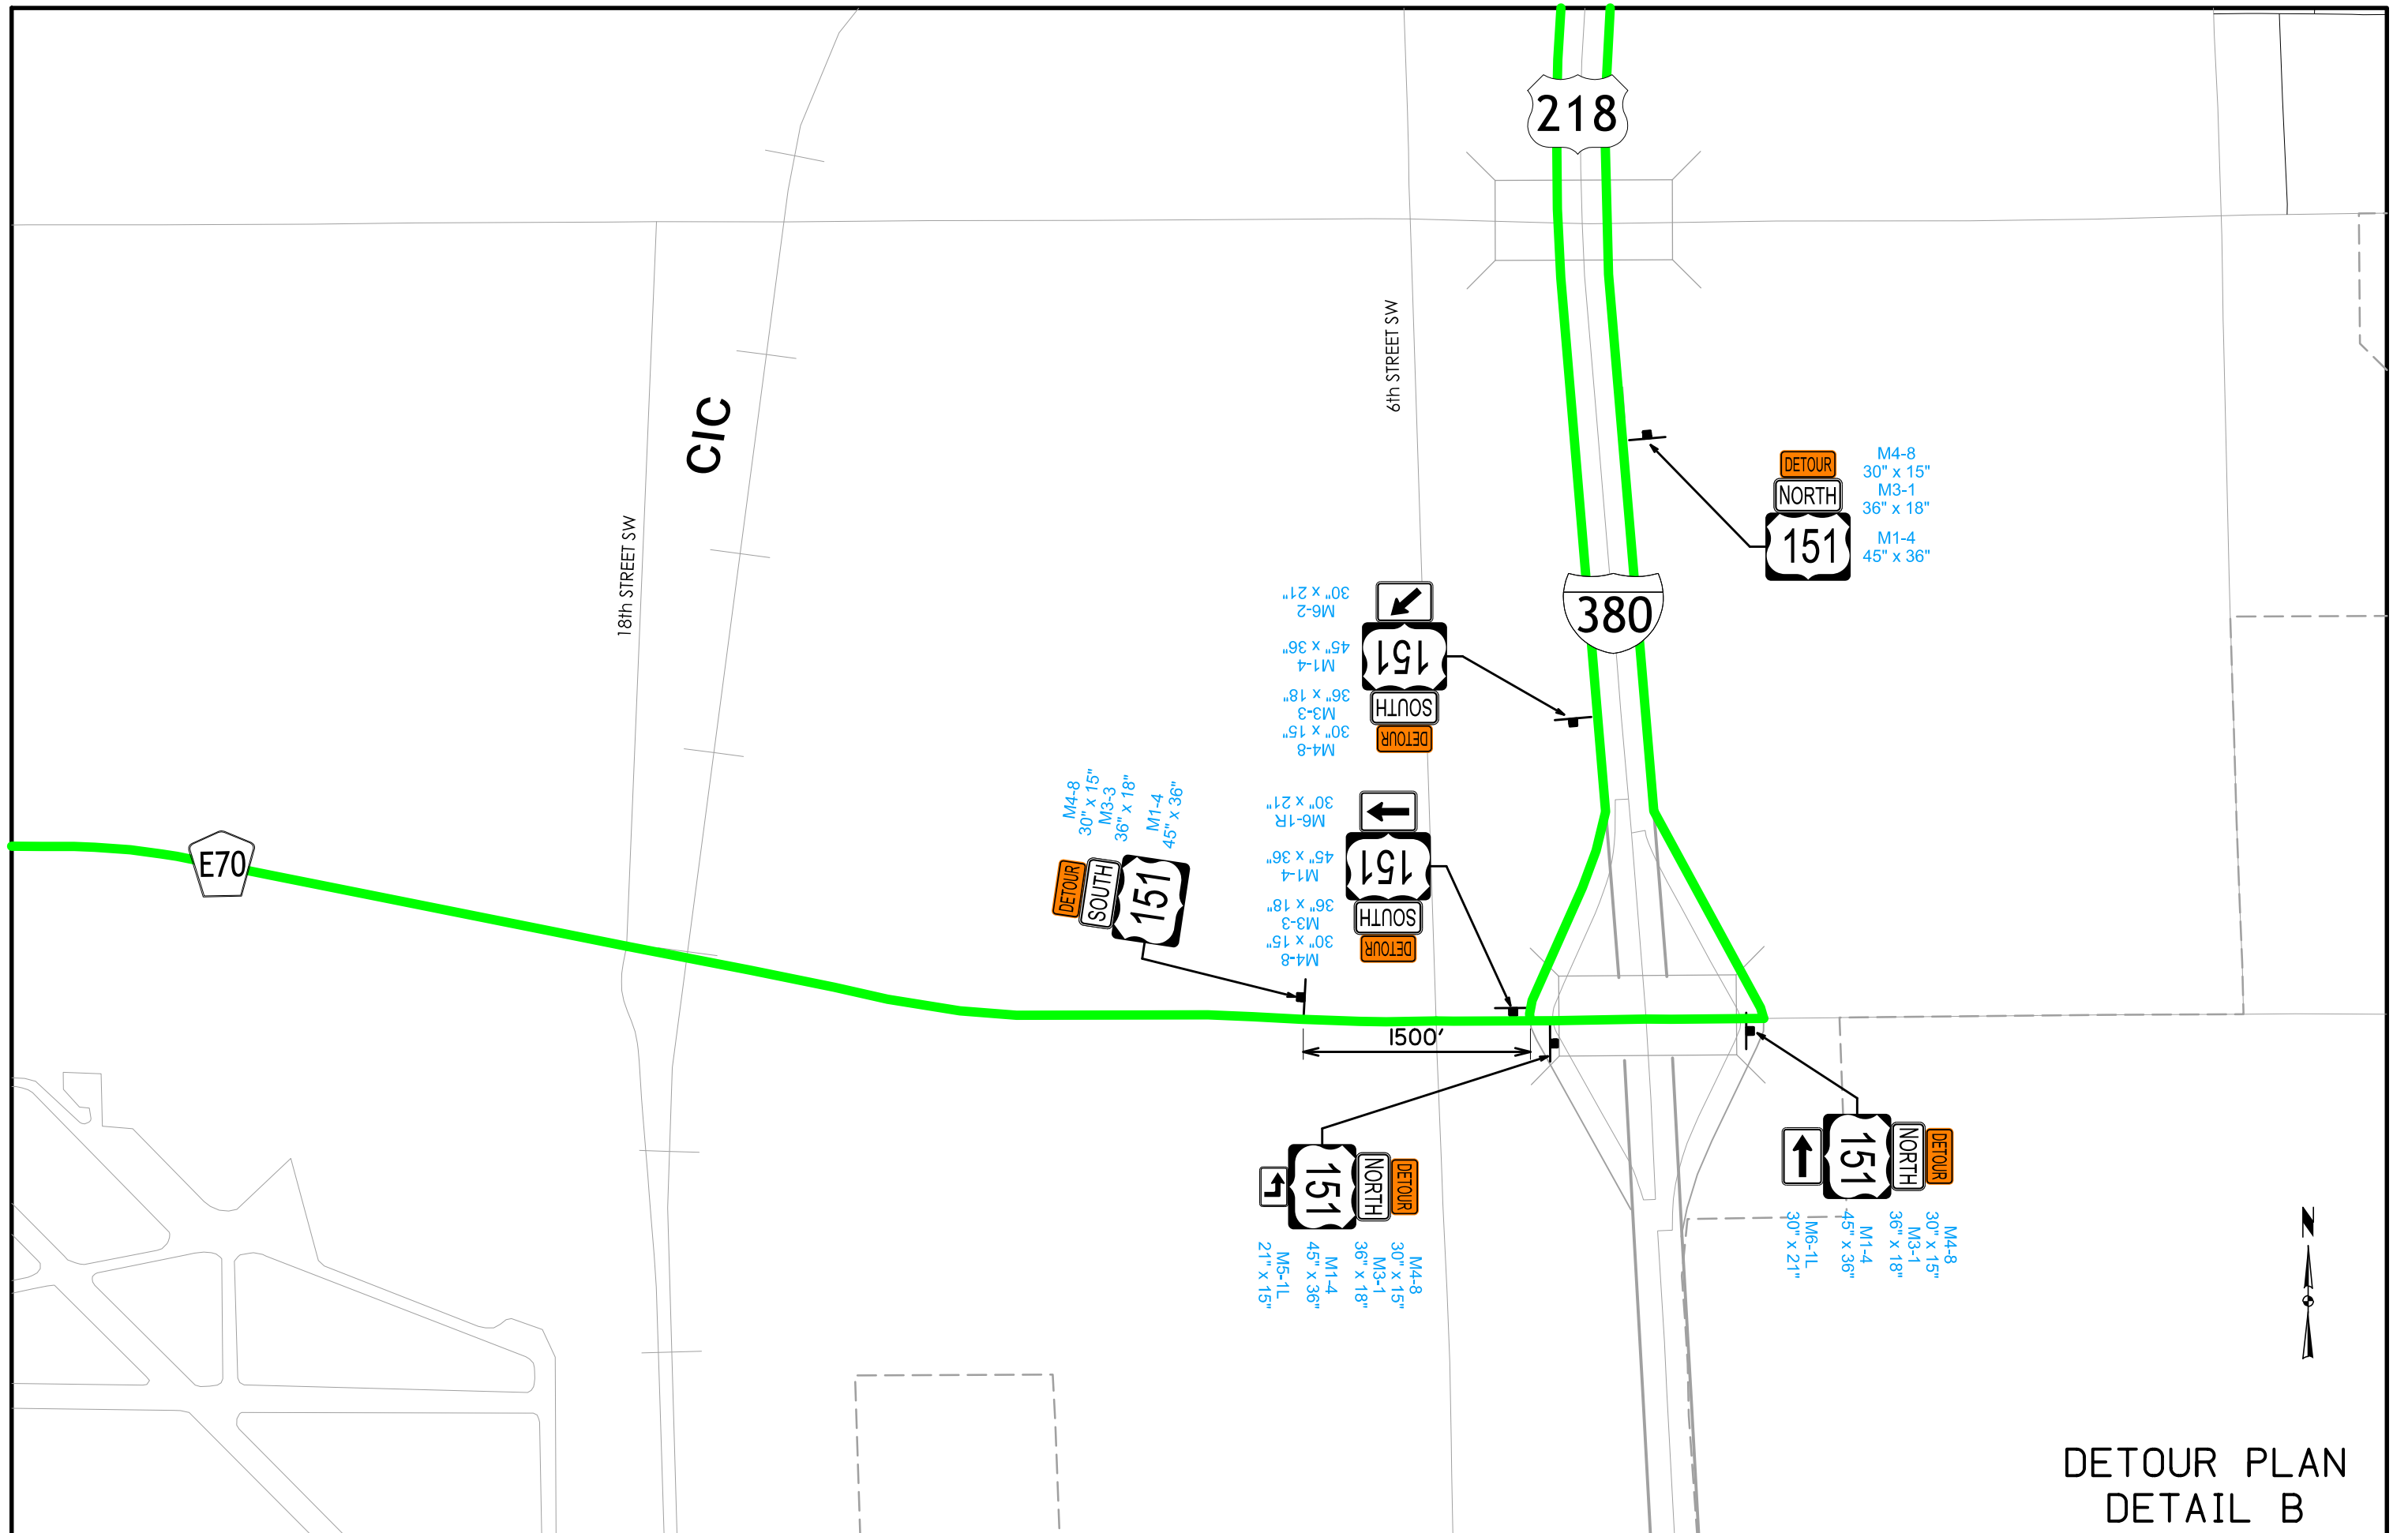 218
CIC
6th STREET SW
18th STREET SW
DETOUR
NORTH
151
M4-8
30" x 15"
M3-1
36" x 18"
M1-4
45" x 36"
380
DETOUR
SOUTH
151
M4-8
30" x 15"
M3-3
36" x 18"
M1-4
45" x 36"
M6-2
30" x 21"
DETOUR
SOUTH
151
M4-8
30" x 15"
M3-3
36" x 18"
M1-4
45" x 36"
M6-1R
30" x 21"
DETOUR
SOUTH
151
M4-8
30" x 15"
M3-3
36" x 18"
M1-4
45" x 36"
E70
1500'
DETOUR
NORTH
151
M4-8
30" x 15"
M3-1
36" x 18"
M1-4
45" x 36"
M5-1L
21" x 15"
DETOUR
NORTH
151
M4-8
30" x 15"
M3-1
36" x 18"
M1-4
45" x 36"
M6-1L
30" x 21"
N
DETOUR PLAN
DETAIL B